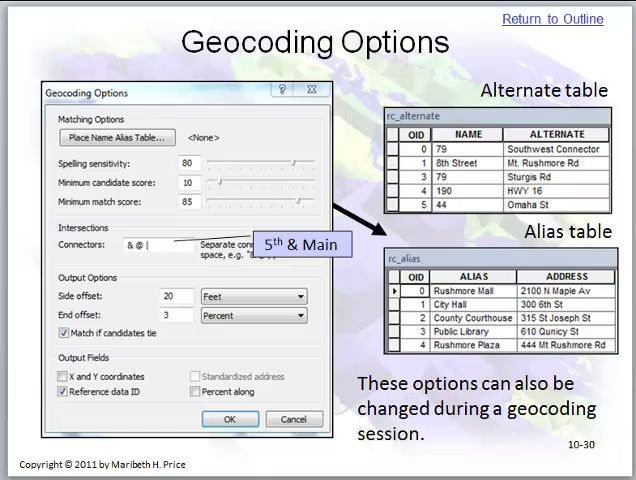 Return to Outline
Geocoding Options
Geocoding Options
Matching Options
Place Name Alias Table... <None>
Spelling sensitivity: 80
Minimum candidate score: 10
Minimum match score: 85
Intersections
Connectors: & @ | Separate con
space, e.g. "& @ | /"
5th & Main
Output Options
Side offset: 20 Feet
End offset: 3 Percent
Match if candidates tie
Output Fields
X and Y coordinates Standardized address
Reference data ID Percent along
OK Cancel
Alternate table
rc_alternate
OID NAME ALTERNATE
0 79 Southwest Connector
1 8th Street Mt. Rushmore Rd
3 79 Sturgis Rd
4 190 HWY 16
5 44 Omaha St
Alias table
rc_alias
OID ALIAS ADDRESS
0 Rushmore Mall 2100 N Maple Av
1 City Hall 300 6th St
2 County Courthouse 315 St Joseph St
3 Public Library 610 Qunicy St
4 Rushmore Plaza 444 Mt Rushmore Rd
These options can also be
changed during a geocoding
session.
10-30
Copyright © 2011 by Maribeth H. Price